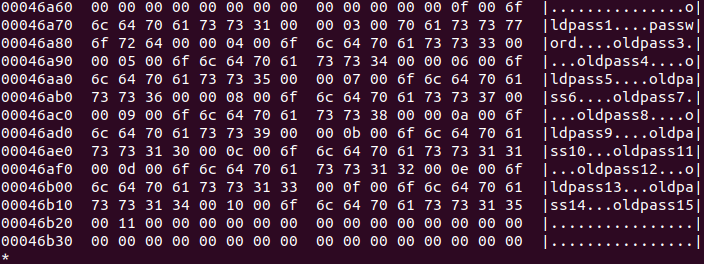 00046a60  00 00 00 00 00 00 00 00  00 00 00 00 00 0f 00 6f  |...............o|
00046a70  6c 64 70 61 73 73 31 00  00 03 00 70 61 73 73 77  |ldpass1....passw|
00046a80  6f 72 64 00 00 04 00 6f  6c 64 70 61 73 73 33 00  |ord....oldpass3.|
00046a90  00 05 00 6f 6c 64 70 61  73 73 34 00 00 06 00 6f  |...oldpass4....o|
00046aa0  6c 64 70 61 73 73 35 00  00 07 00 6f 6c 64 70 61  |ldpass5....oldpa|
00046ab0  73 73 36 00 00 08 00 6f  6c 64 70 61 73 73 37 00  |ss6....oldpass7.|
00046ac0  00 09 00 6f 6c 64 70 61  73 73 38 00 00 0a 00 6f  |...oldpass8....o|
00046ad0  6c 64 70 61 73 73 39 00  00 0b 00 6f 6c 64 70 61  |ldpass9....oldpa|
00046ae0  73 73 31 30 00 0c 00 6f  6c 64 70 61 73 73 31 31  |ss10...oldpass11|
00046af0  00 0d 00 6f 6c 64 70 61  73 73 31 32 00 0e 00 6f  |...oldpass12...o|
00046b00  6c 64 70 61 73 73 31 33  00 0f 00 6f 6c 64 70 61  |ldpass13...oldpa|
00046b10  73 73 31 34 00 10 00 6f  6c 64 70 61 73 73 31 35  |ss14...oldpass15|
00046b20  00 11 00 00 00 00 00 00  00 00 00 00 00 00 00 00  |................|
00046b30  00 00 00 00 00 00 00 00  00 00 00 00 00 00 00 00  |................|
*